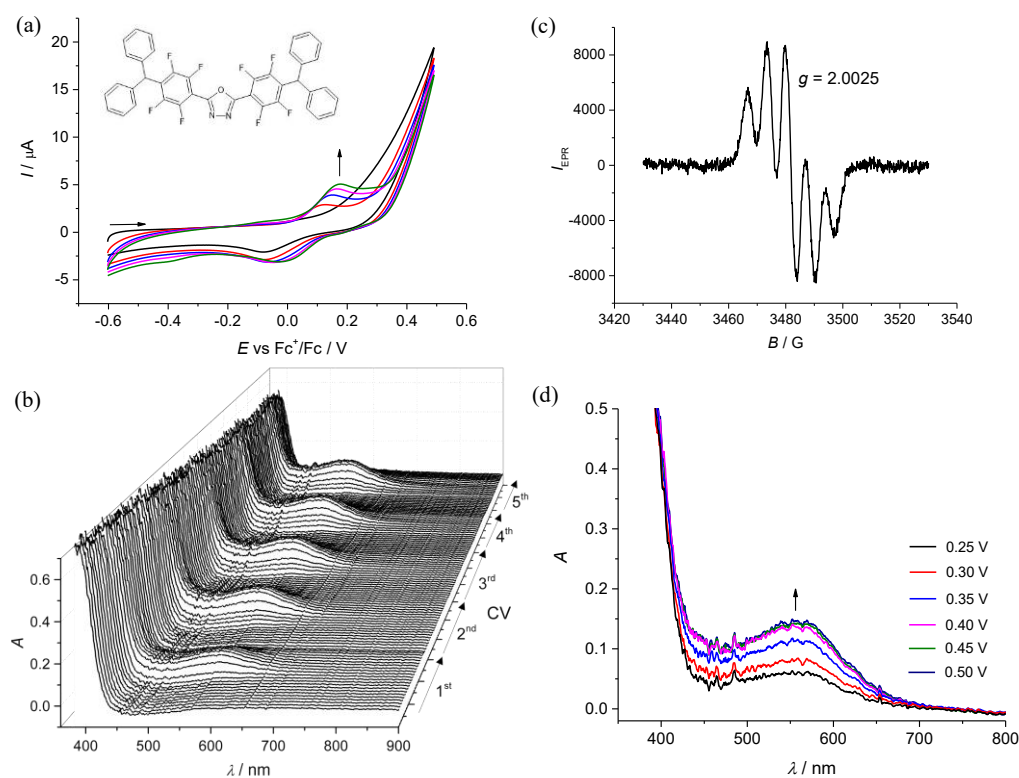 (a)
20
15
10
5
0
-5
I / μA
-0.6 -0.4 -0.2 0.0 0.2 0.4 0.6
E vs Fc⁺/Fc / V
F F F F
O
N N
F F F F
(c)
8000
4000
0
-4000
-8000
I_EPR
g = 2.0025
3420 3440 3460 3480 3500 3520 3540
B / G
(b)
0.6
0.4
0.2
0.0
A
400 500 600 700 800 900
λ / nm
1st
2nd
3rd
4th
5th
CV
(d)
0.5
0.4
0.3
0.2
0.1
0.0
A
0.25 V
0.30 V
0.35 V
0.40 V
0.45 V
0.50 V
400 500 600 700 800
λ / nm